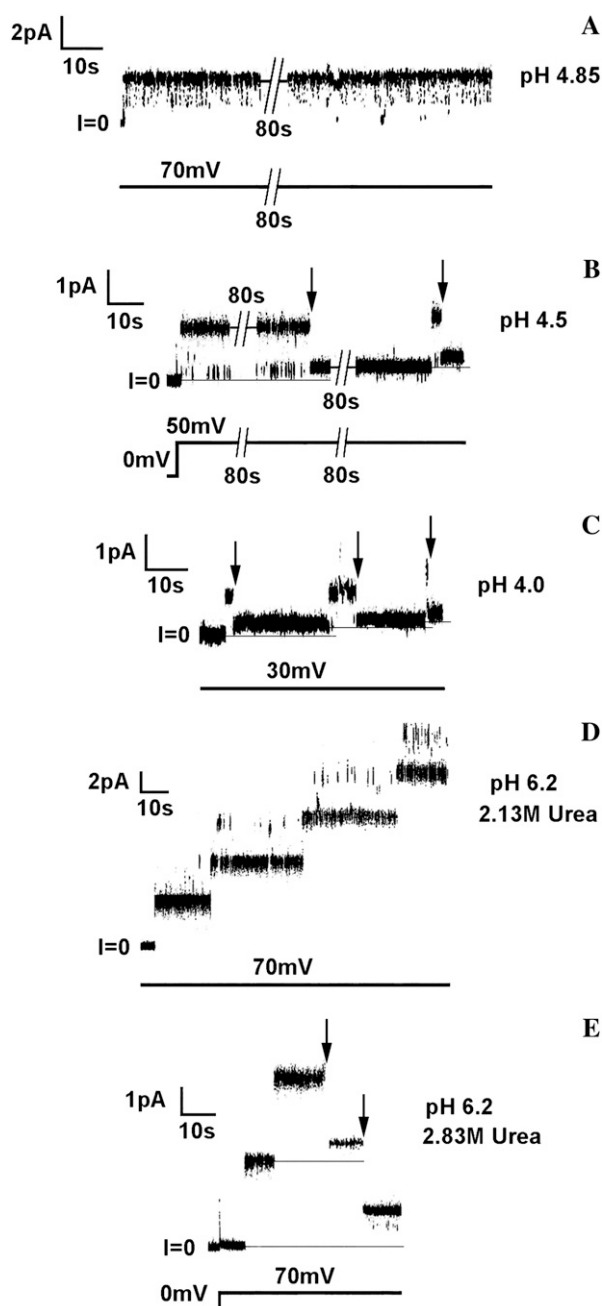 A
2pA
10s
pH 4.85
I=0
80s
70mV
80s
B
1pA
10s
80s
pH 4.5
I=0
80s
50mV
0mV
80s
80s
C
1pA
10s
pH 4.0
I=0
30mV
D
2pA
10s
pH 6.2
2.13M Urea
I=0
70mV
E
1pA
10s
pH 6.2
2.83M Urea
I=0
70mV
0mV